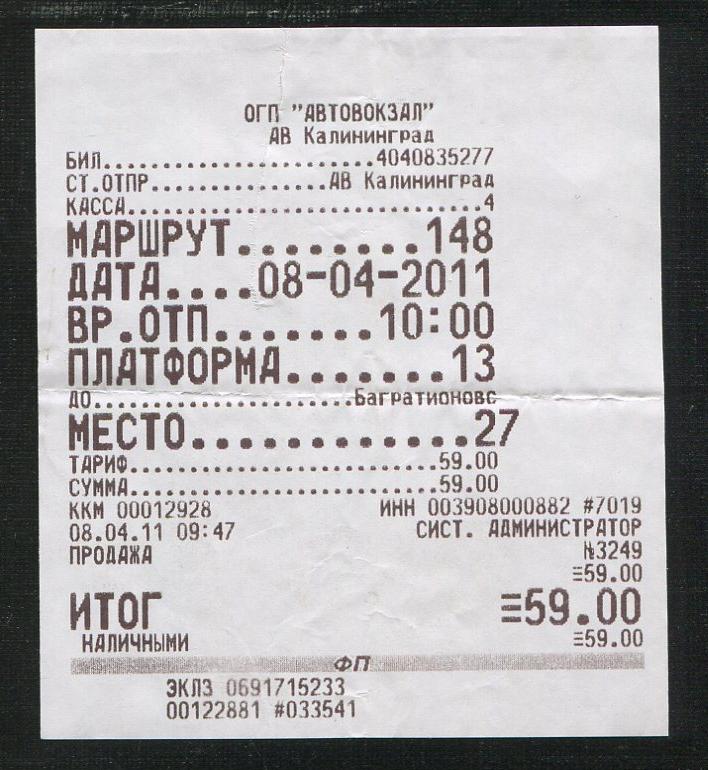 ОГП "АВТОВОКЗАЛ"
АВ Калининград
БИЛ.......................4040835277
СТ.ОТПР...............АВ Калининград
КАССА..................................4
МАРШРУТ.........148
ДАТА....08-04-2011
ВР.ОТП.......10:00
ПЛАТФОРМА.......13
ДО......................Багратионовс
МЕСТО............27
ТАРИФ............................59.00
СУММА............................59.00
ККМ 00012928 ИНН 003908000882 #7019
08.04.11 09:47 СИСТ. АДМИНИСТРАТОР
ПРОДАЖА №3249
≡59.00
ИТОГ ≡59.00
НАЛИЧНЫМИ ≡59.00
ФП
ЭКЛЗ 0691715233
00122881 #033541